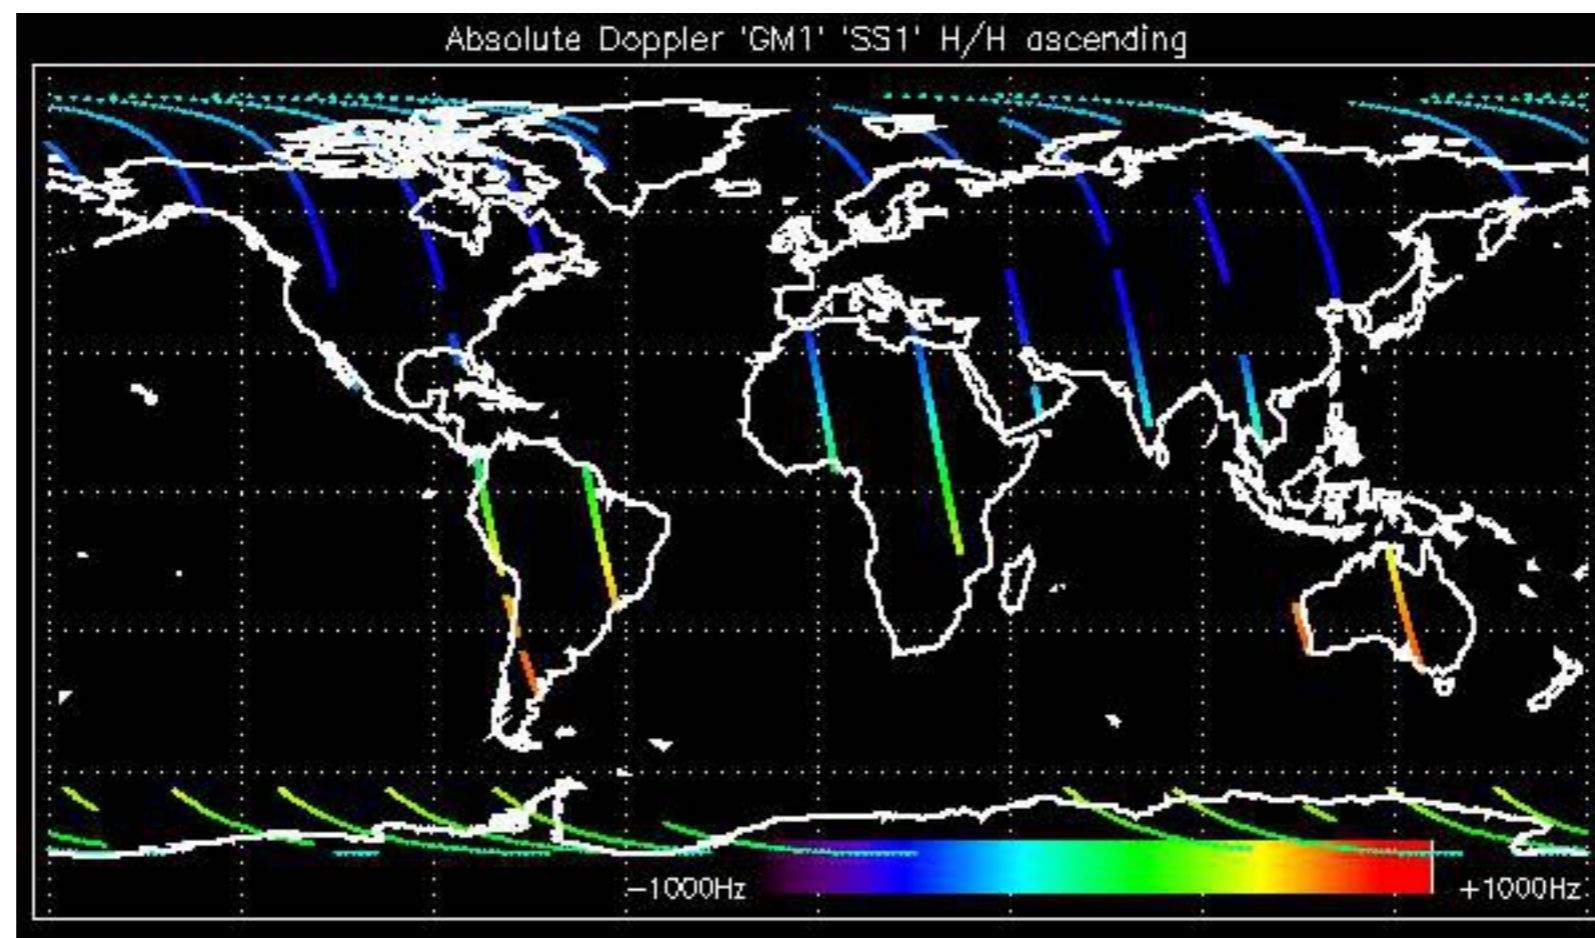 Absolute Doppler 'GM1' 'SS1' H/H ascending
-1000Hz
+1000Hz